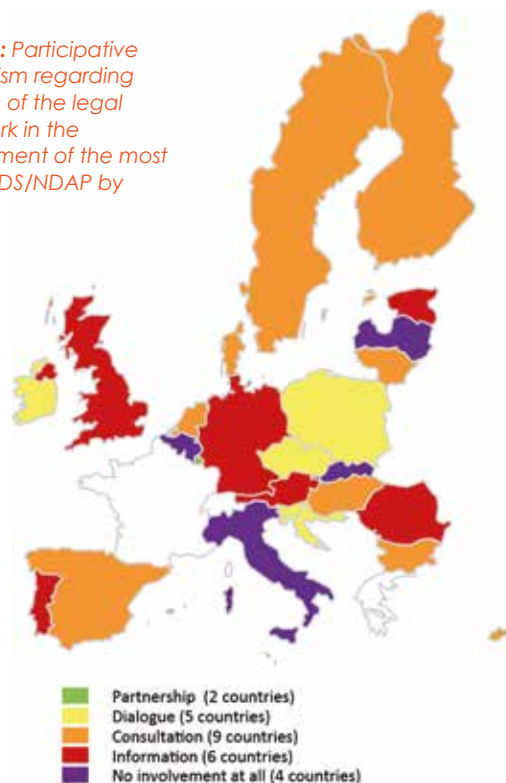 : Participative
ism regarding
of the legal
rk in the
ment of the most
DS/NDAP by
Partnership (2 countries)
Dialogue (5 countries)
Consultation (9 countries)
Information (6 countries)
No involvement at all (4 countries)